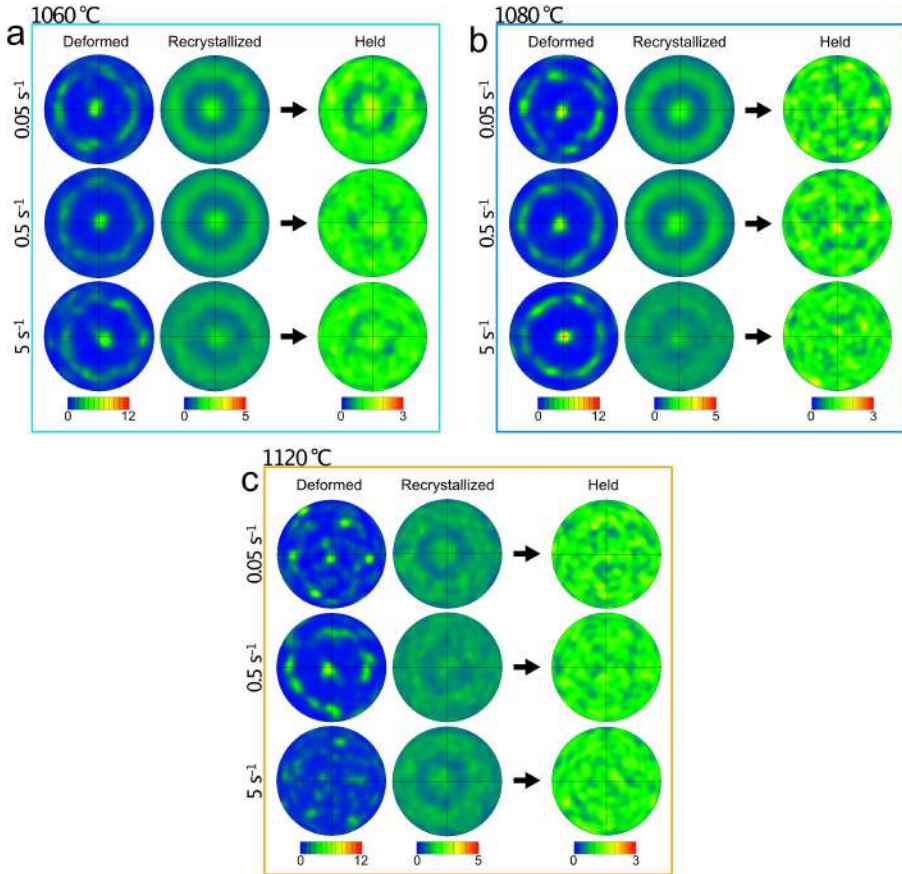 1060 °C
a
Deformed Recrystallized Held
0.05 s⁻¹
0.5 s⁻¹
5 s⁻¹
0 12 0 5 0 3
1080 °C
b
Deformed Recrystallized Held
0.05 s⁻¹
0.5 s⁻¹
5 s⁻¹
0 12 0 5 0 3
1120 °C
c
Deformed Recrystallized Held
0.05 s⁻¹
0.5 s⁻¹
5 s⁻¹
0 12 0 5 0 3